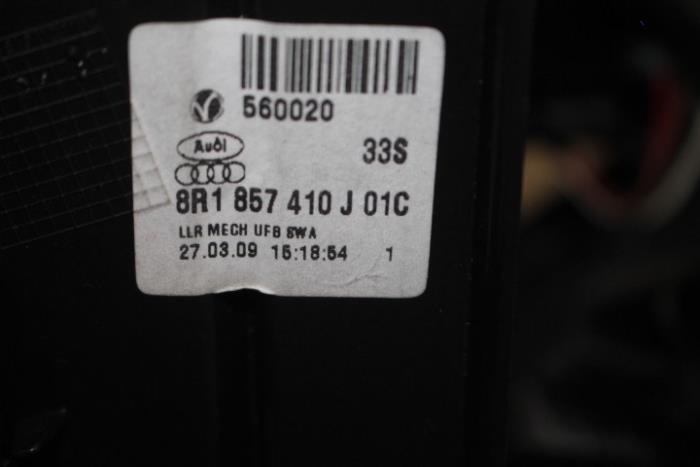 560020
Audi
33S
8R1 857 410 J 01C
LLR MECH UFB SWA
27.03.09 15:18:54 1